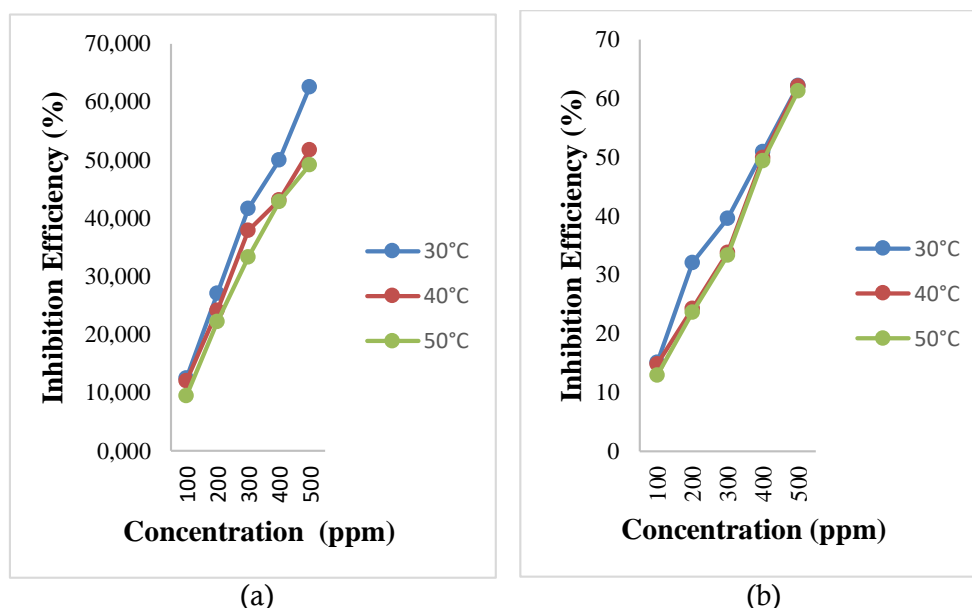 70,000
60,000
50,000
40,000
30,000
20,000
10,000
0,000
Inhibition Efficiency (%)
100
200
300
400
500
Concentration (ppm)
30°C
40°C
50°C
(a)
70
60
50
40
30
20
10
0
Inhibition Efficiency (%)
100
200
300
400
500
Concentration (ppm)
30°C
40°C
50°C
(b)